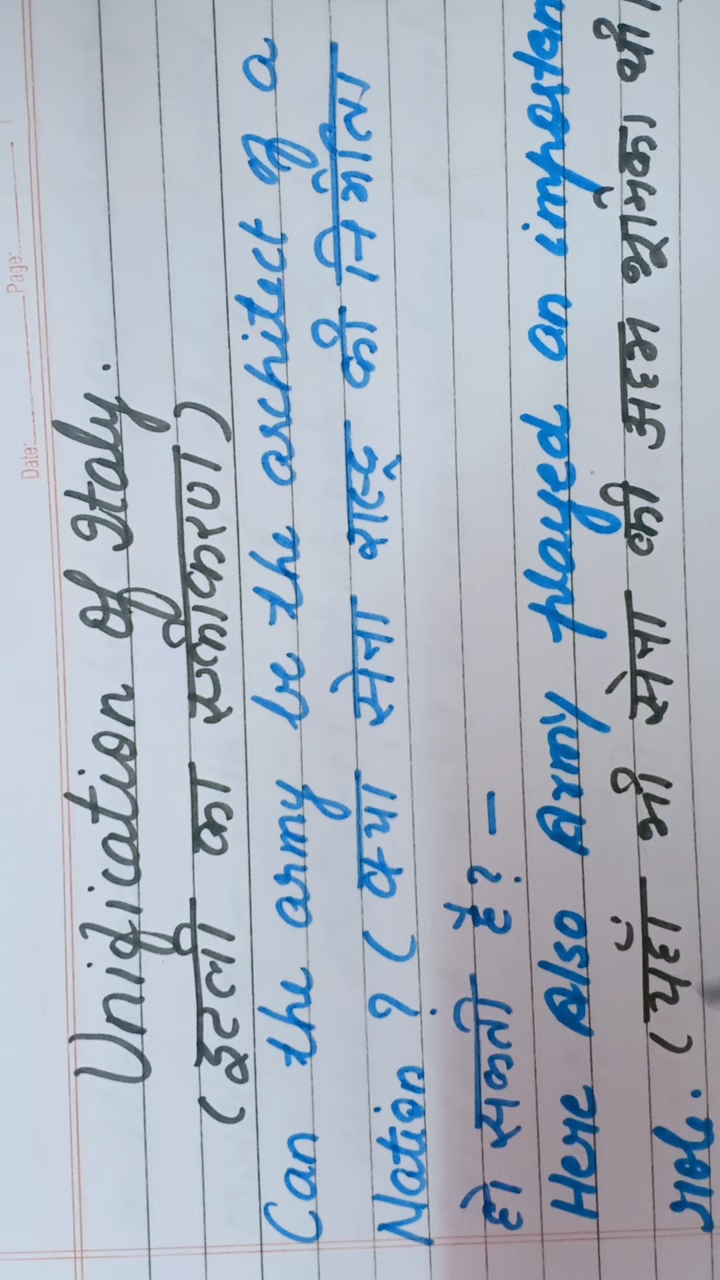 Date: Page:
Unification of Italy.
(इटली का एकीकरण)
Can the army be the architect of a
Nation ? ( क्या सेना राष्ट्र की निर्माता
हो सकती है? -
Here Also Army played an importan
role. (यहाँ भी सेना की अहम भूमिका थी।